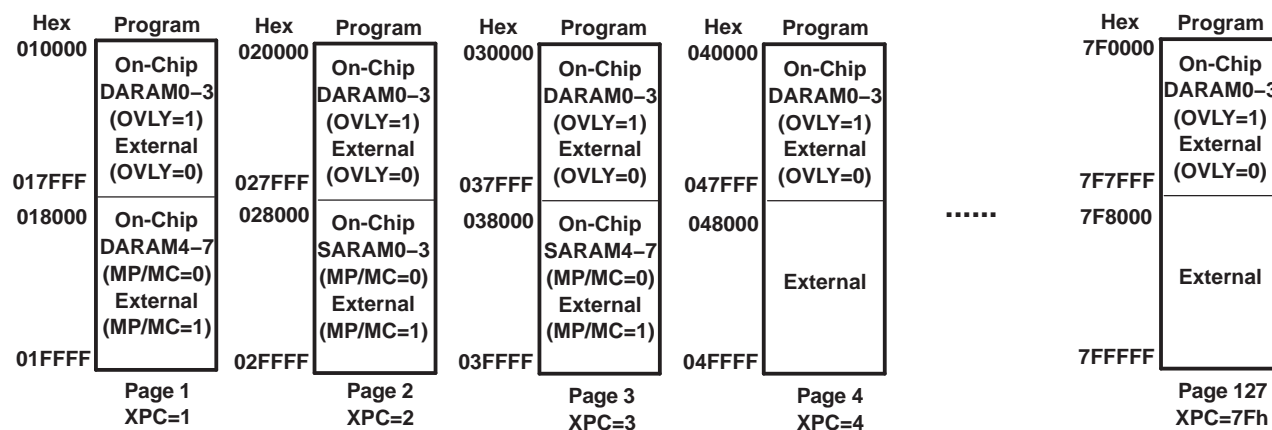 Hex Program
010000
On-Chip
DARAM0–3
(OVLY=1)
External
(OVLY=0)
017FFF
018000
On-Chip
DARAM4–7
(MP/MC=0)
External
(MP/MC=1)
01FFFF
Page 1
XPC=1
Hex Program
020000
On-Chip
DARAM0–3
(OVLY=1)
External
(OVLY=0)
027FFF
028000
On-Chip
SARAM0–3
(MP/MC=0)
External
(MP/MC=1)
02FFFF
Page 2
XPC=2
Hex Program
030000
On-Chip
DARAM0–3
(OVLY=1)
External
(OVLY=0)
037FFF
038000
On-Chip
SARAM4–7
(MP/MC=0)
External
(MP/MC=1)
03FFFF
Page 3
XPC=3
Hex Program
040000
On-Chip
DARAM0–3
(OVLY=1)
External
(OVLY=0)
047FFF
048000
External
04FFFF
Page 4
XPC=4
......
Hex Program
7F0000
On-Chip
DARAM0–3
(OVLY=1)
External
(OVLY=0)
7F7FFF
7F8000
External
7FFFFF
Page 127
XPC=7Fh